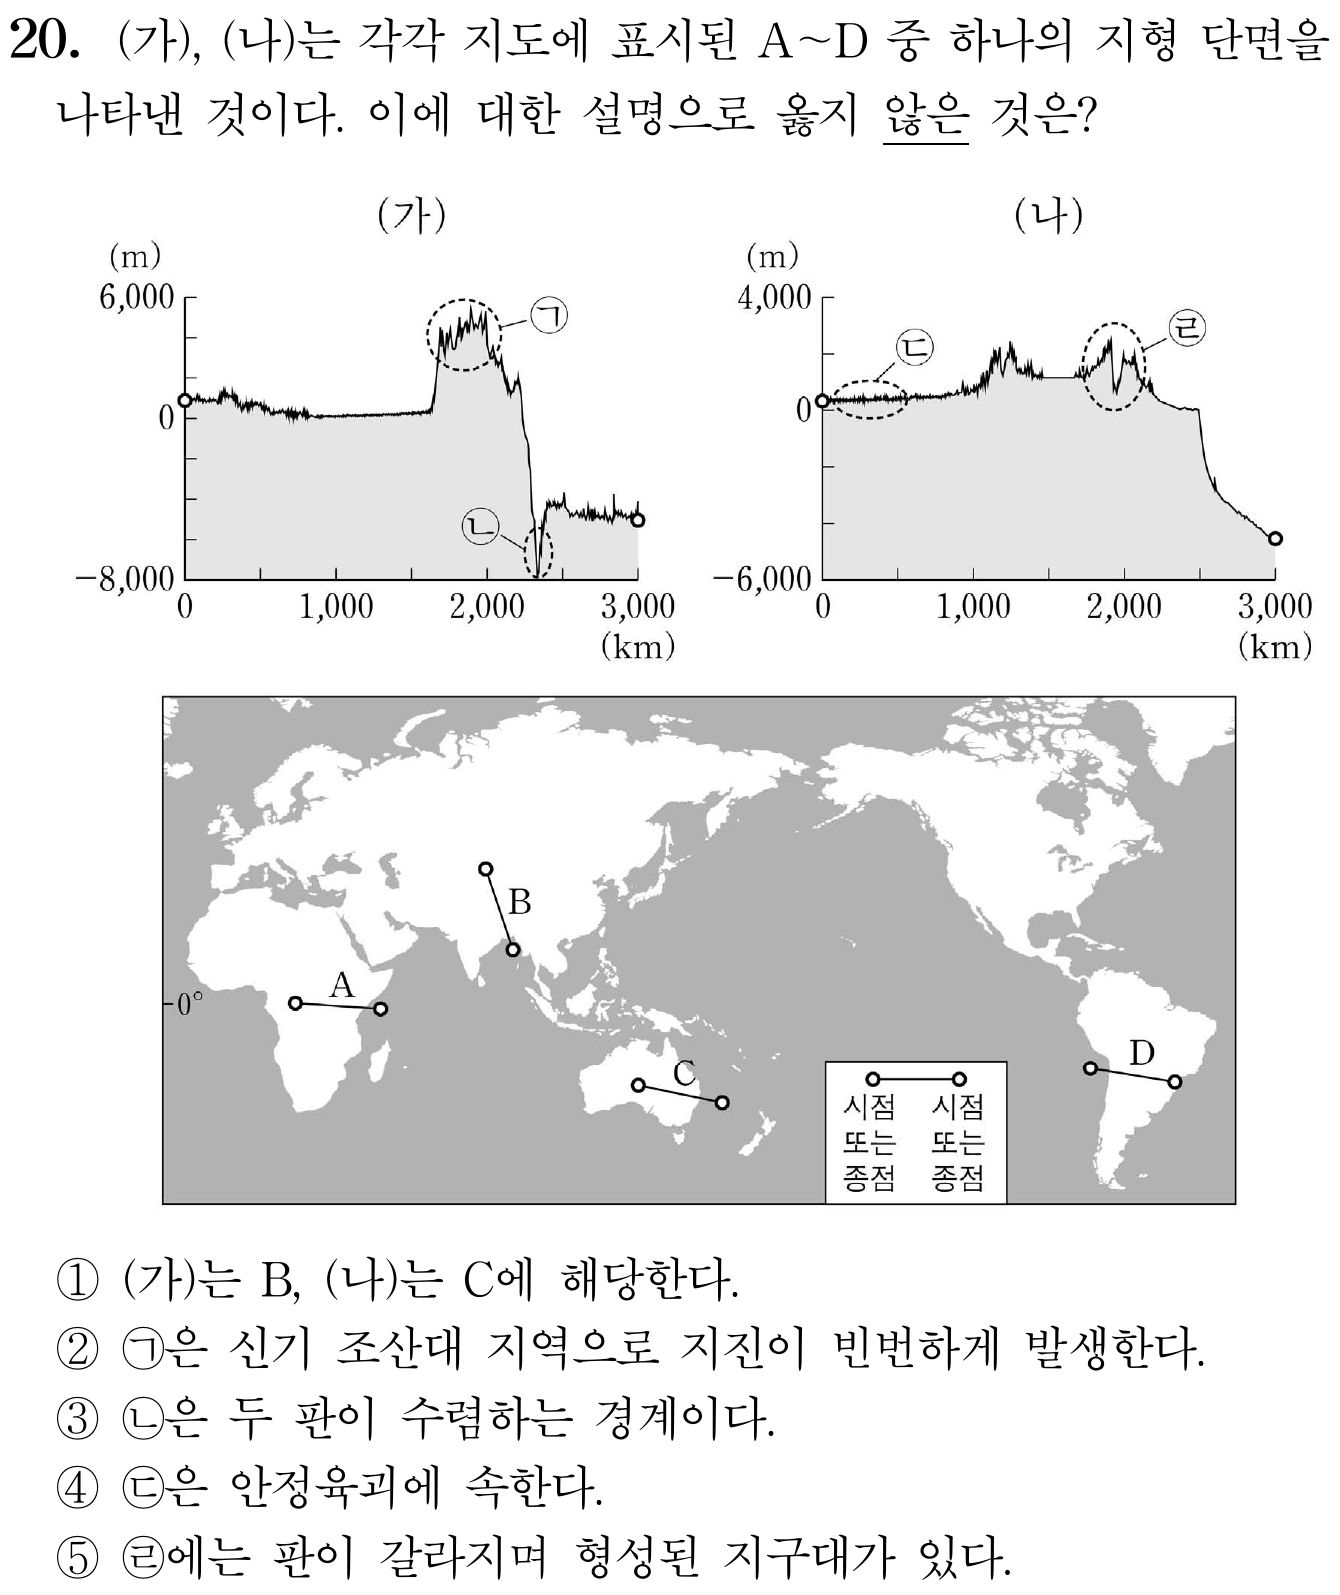 20. (가), (나)는 각각 지도에 표시된 A~D 중 하나의 지형 단면을
나타낸 것이다. 이에 대한 설명으로 옳지 않은 것은?
(가)
(m)
6,000
0
-8,000
0 1,000 2,000 3,000
(km)
㉠
㉡
(나)
(m)
4,000
0
-6,000
0 1,000 2,000 3,000
(km)
㉢
㉣
B
A
0°
C
D
시점 시점
또는 또는
종점 종점
① (가)는 B, (나)는 C에 해당한다.
② ㉠은 신기 조산대 지역으로 지진이 빈번하게 발생한다.
③ ㉡은 두 판이 수렴하는 경계이다.
④ ㉢은 안정육괴에 속한다.
⑤ ㉣에는 판이 갈라지며 형성된 지구대가 있다.